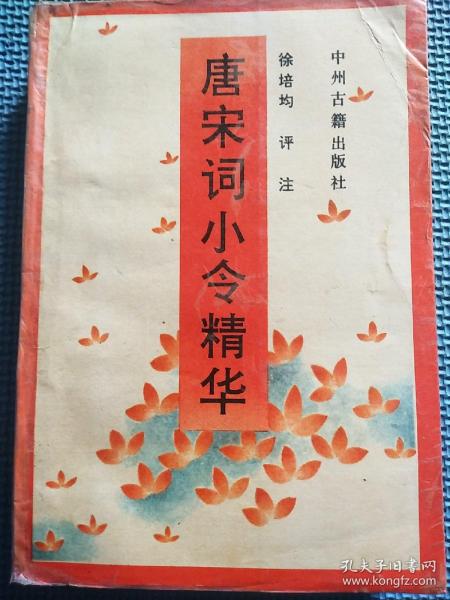 中州古籍出版社
徐培均 评注
唐宋词小令精华
孔夫子旧书网
www.kongfz.com